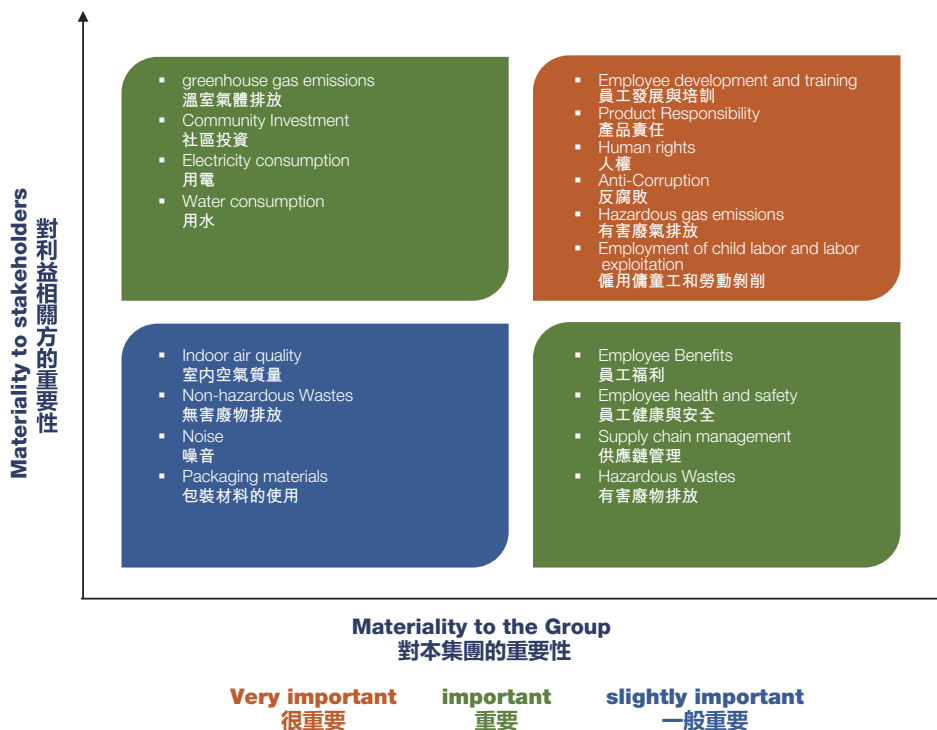 Materiality to stakeholders
對利益相關方的重要性
▪ greenhouse gas emissions
溫室氣體排放
▪ Community Investment
社區投資
▪ Electricity consumption
用電
▪ Water consumption
用水
▪ Employee development and training
員工發展與培訓
▪ Product Responsibility
產品責任
▪ Human rights
人權
▪ Anti-Corruption
反腐敗
▪ Hazardous gas emissions
有害廢氣排放
▪ Employment of child labor and labor
exploitation
僱用傭童工和勞動剝削
▪ Indoor air quality
室内空氣質量
▪ Non-hazardous Wastes
無害廢物排放
▪ Noise
噪音
▪ Packaging materials
包裝材料的使用
▪ Employee Benefits
員工福利
▪ Employee health and safety
員工健康與安全
▪ Supply chain management
供應鏈管理
▪ Hazardous Wastes
有害廢物排放
Materiality to the Group
對本集團的重要性
Very important
很重要
important
重要
slightly important
一般重要